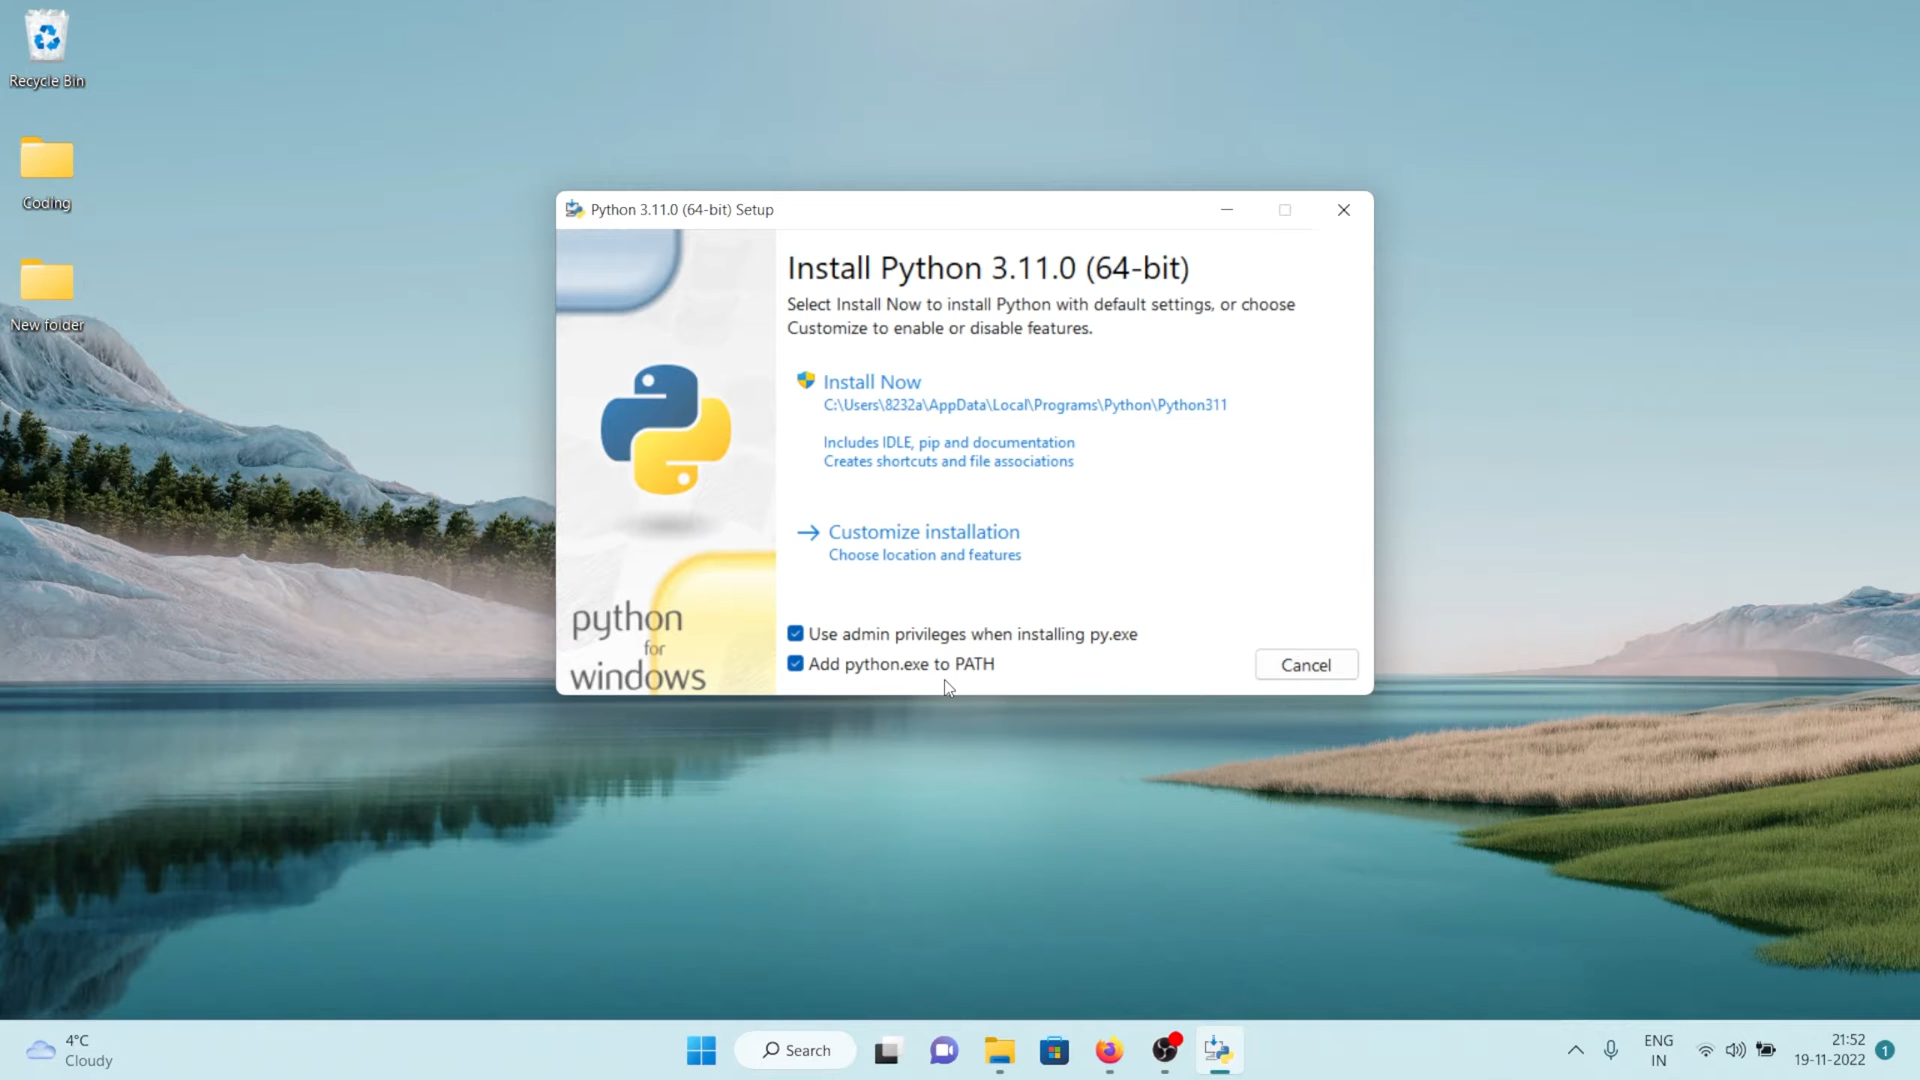 Recycle Bin
Coding
New folder
Python 3.11.0 (64-bit) Setup
Install Python 3.11.0 (64-bit)
Select Install Now to install Python with default settings, or choose
Customize to enable or disable features.
Install Now
C:\Users\8232a\AppData\Local\Programs\Python\Python311
Includes IDLE, pip and documentation
Creates shortcuts and file associations
Customize installation
Choose location and features
python
for
windows
Use admin privileges when installing py.exe
Add python.exe to PATH
Cancel
4°C
Cloudy
Search
ENG
IN
21:52
19-11-2022
1